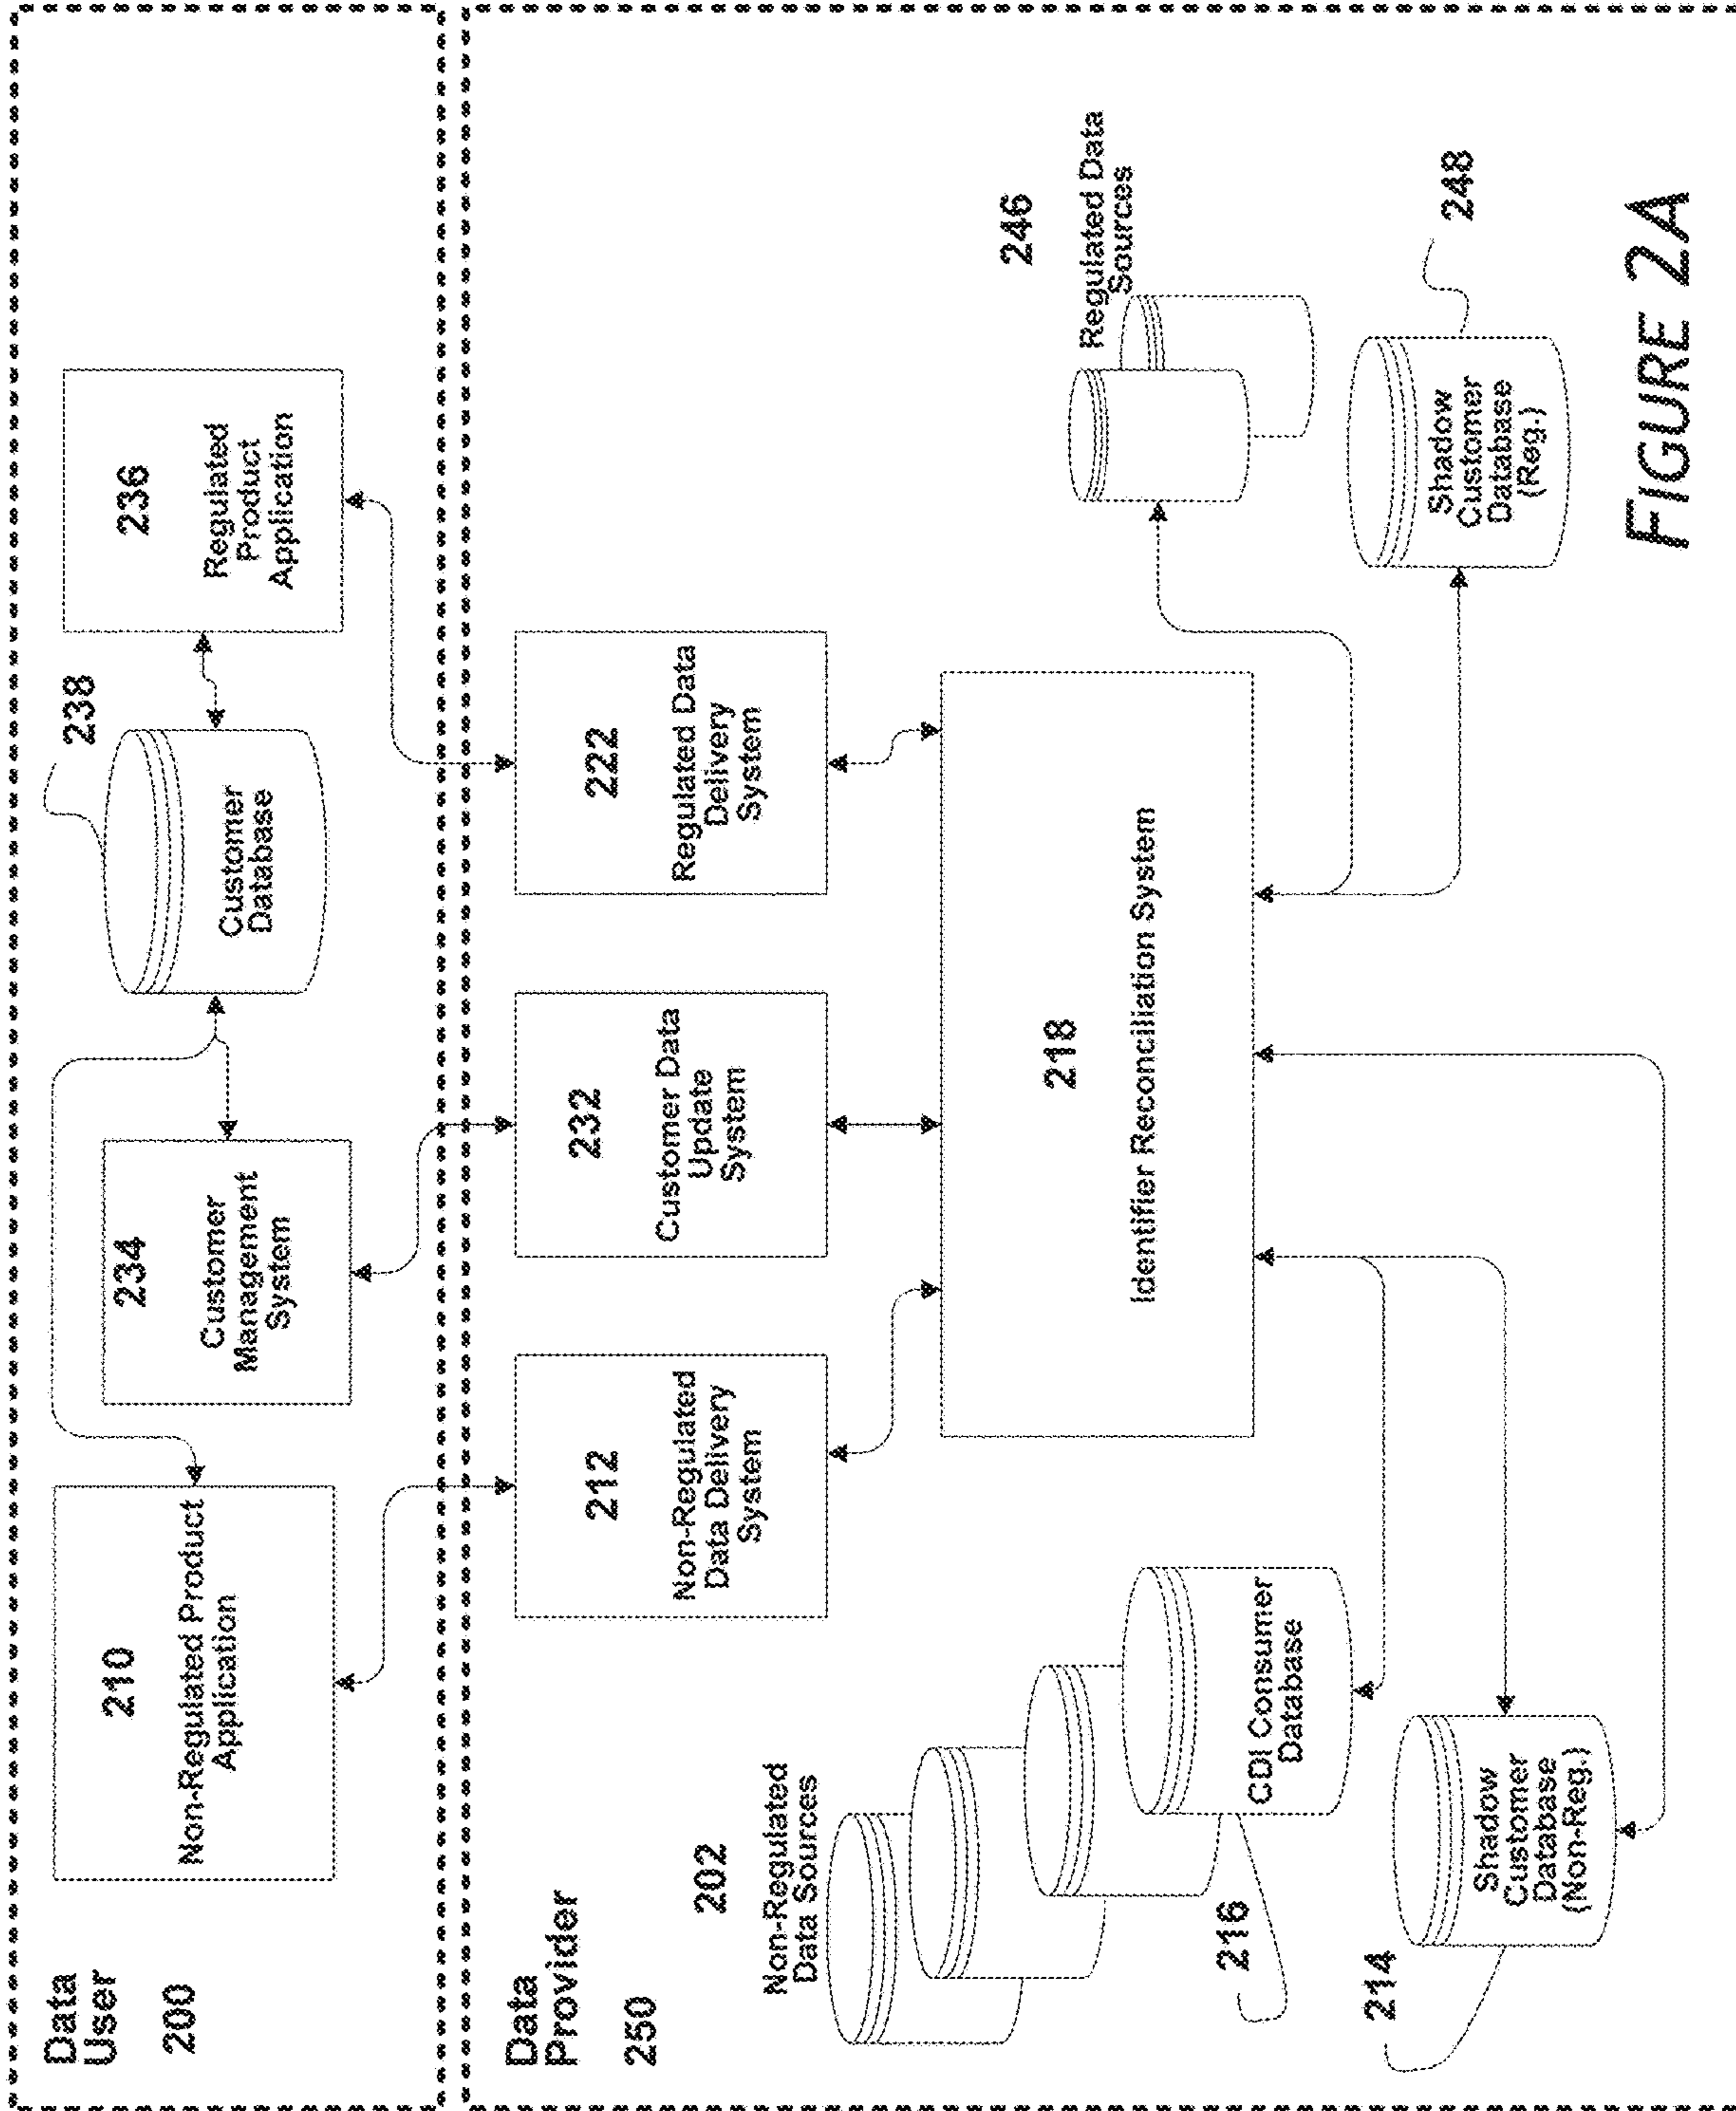 Data
User
200
210
Non-Regulated Product
Application
234
Customer
Management
System
238
Customer
Database
236
Regulated
Product
Application
Data
Provider
250
212
Non-Regulated
Data Delivery
System
232
Customer Data
Update
System
222
Regulated Data
Delivery
System
202
Non-Regulated
Data Sources
218
Identifier Reconciliation System
246
Regulated Data
Sources
216
CDI Consumer
Database
214
Shadow
Customer
Database
(Non-Reg.)
248
Shadow
Customer
Database
(Reg.)
FIGURE 2A